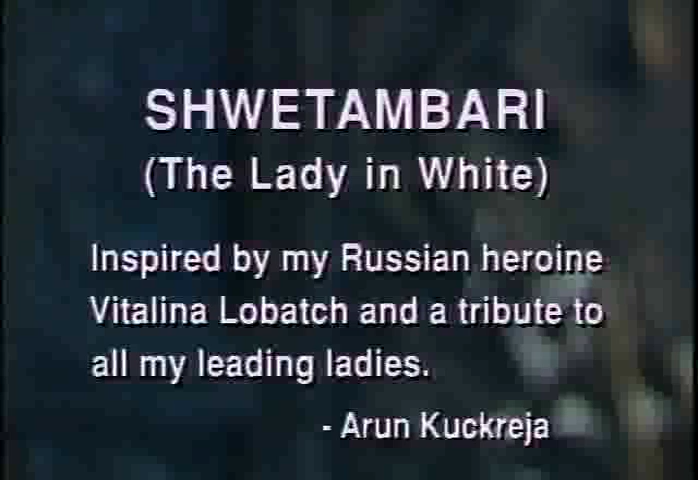 SHWETAMBARI
(The Lady in White)
Inspired by my Russian heroine
Vitalina Lobatch and a tribute to
all my leading ladies.
- Arun Kuckreja